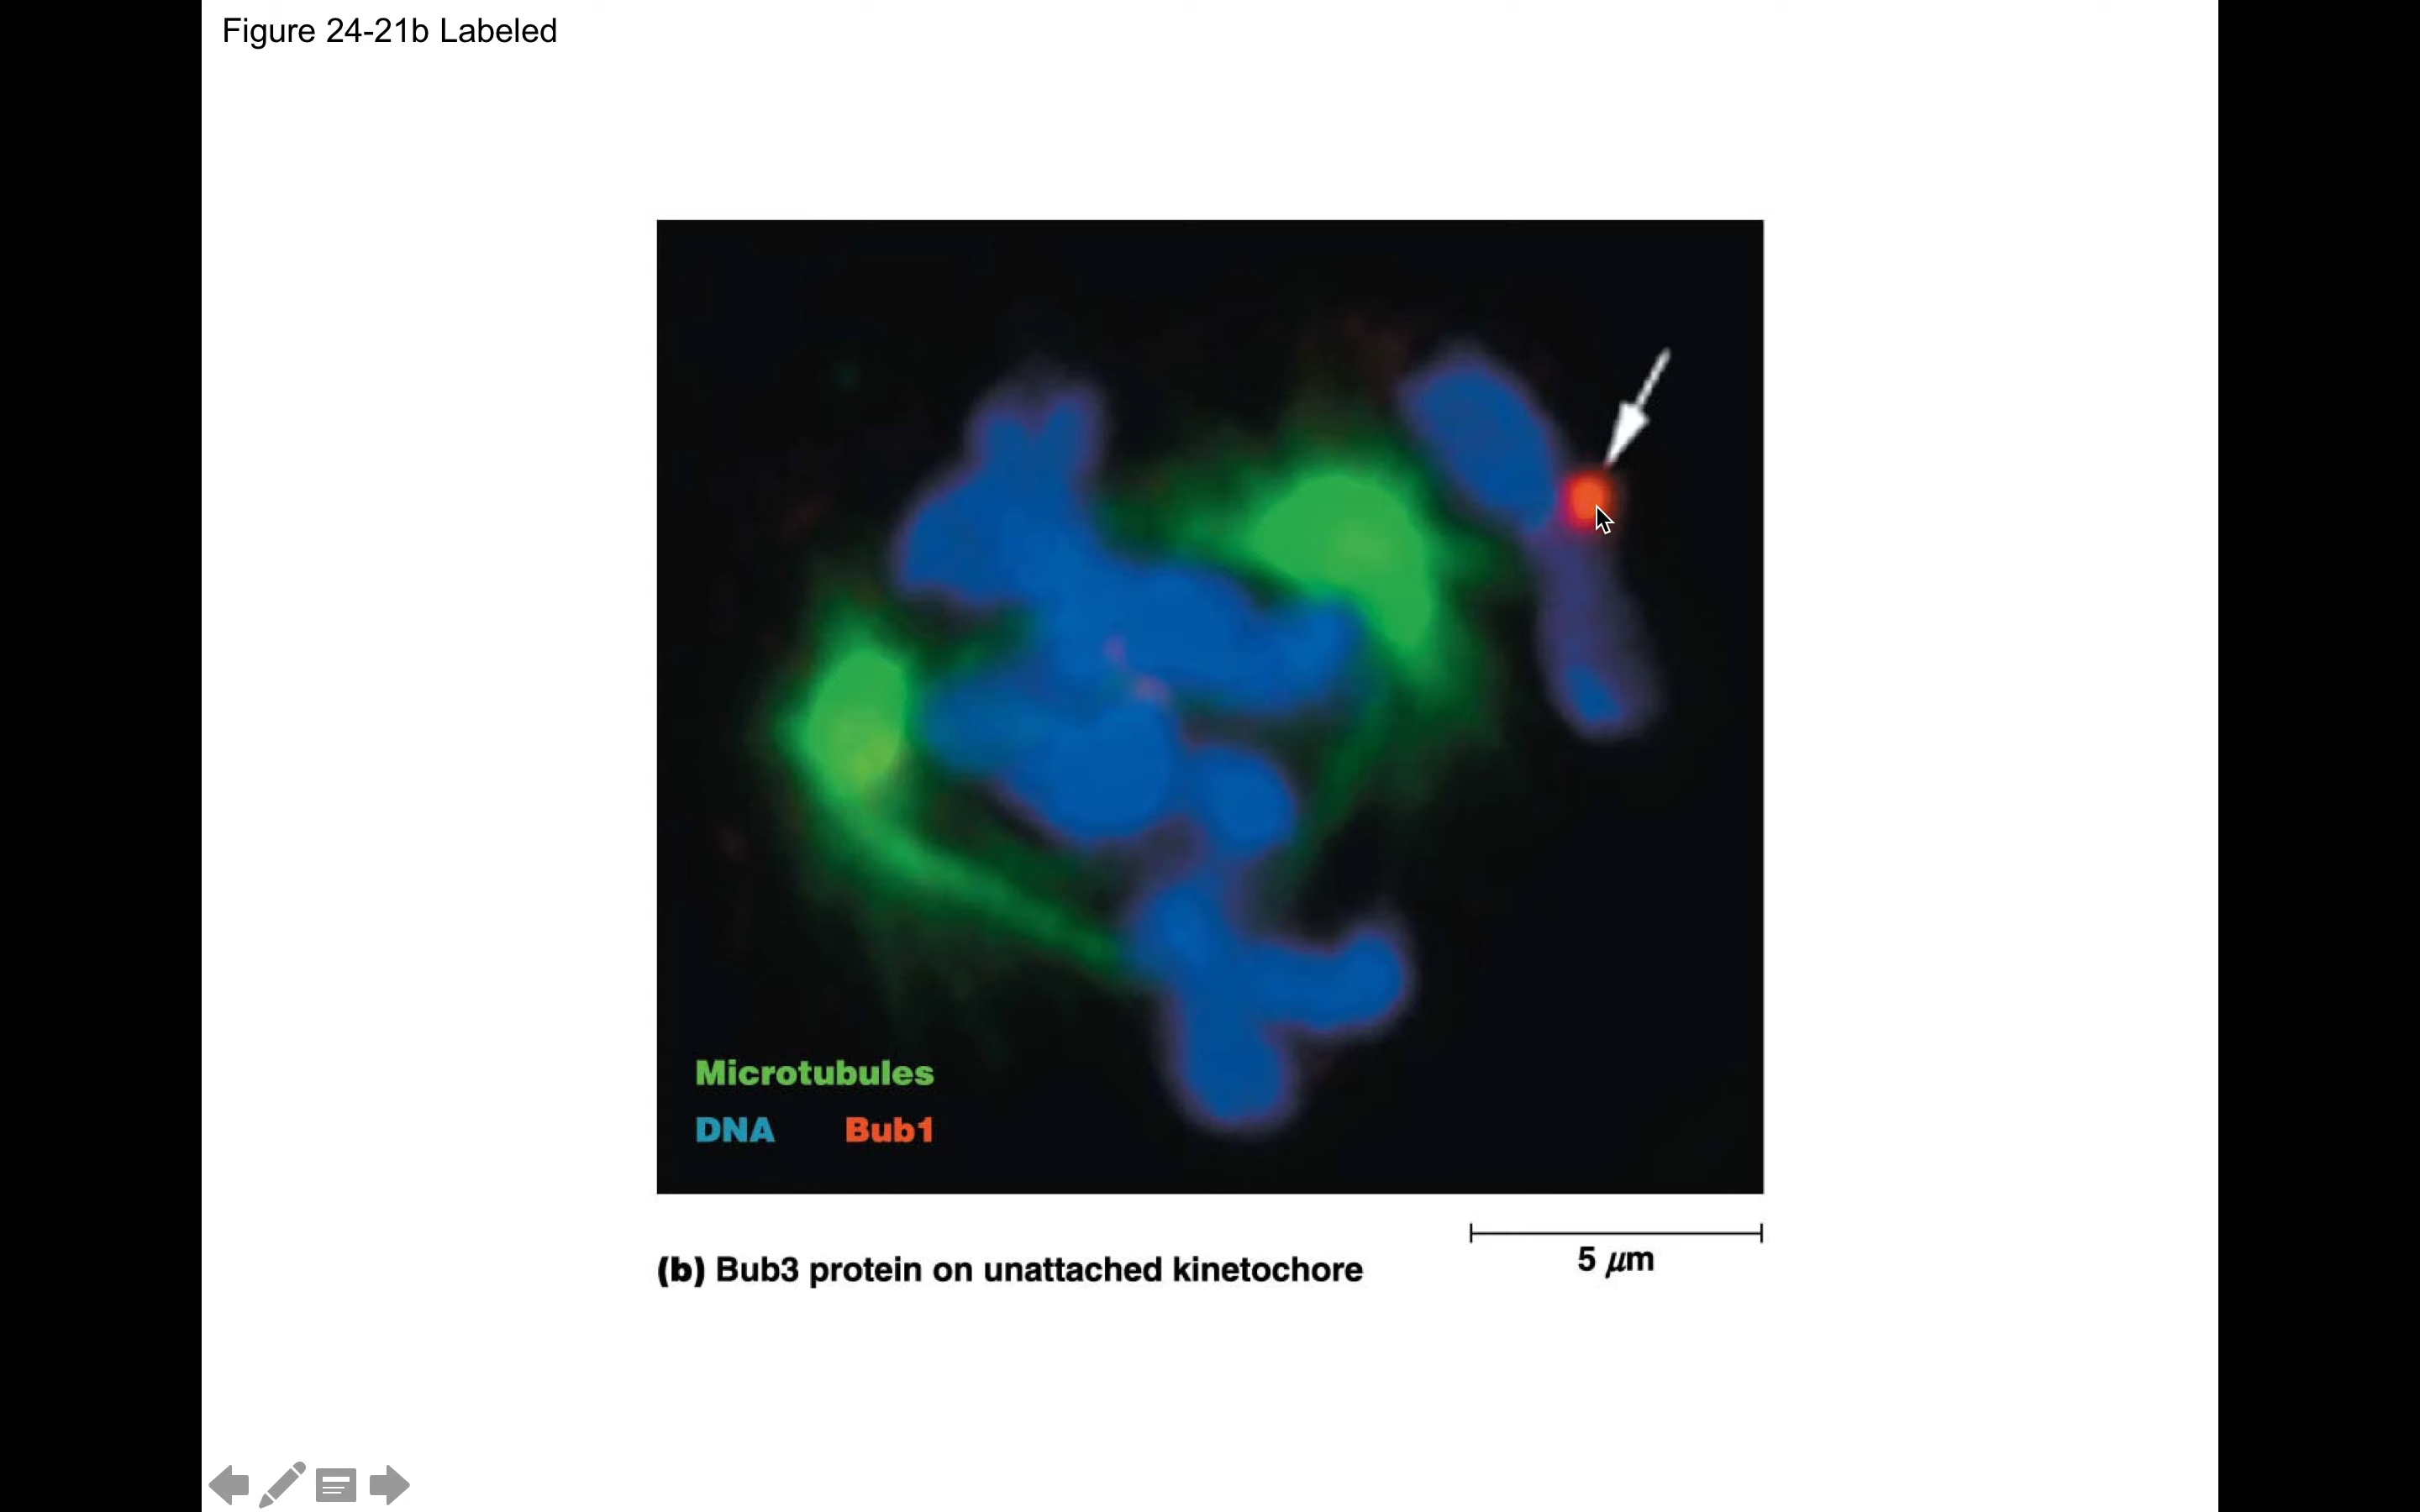 Figure 24-21b Labeled
Microtubules
DNA Bub1
5 μm
(b) Bub3 protein on unattached kinetochore